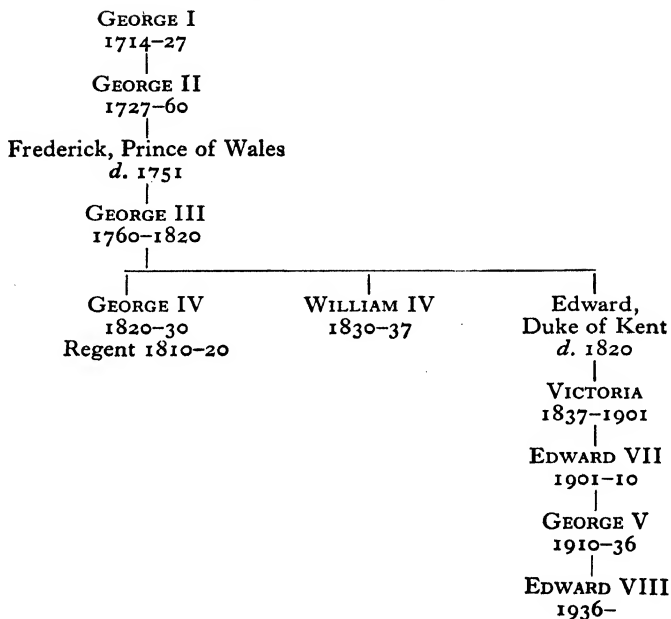 GEORGE I
1714–27
GEORGE II
1727–60
Frederick, Prince of Wales
d. 1751
GEORGE III
1760–1820
GEORGE IV
1820–30
Regent 1810–20
WILLIAM IV
1830–37
Edward,
Duke of Kent
d. 1820
VICTORIA
1837–1901
EDWARD VII
1901–10
GEORGE V
1910–36
EDWARD VIII
1936–